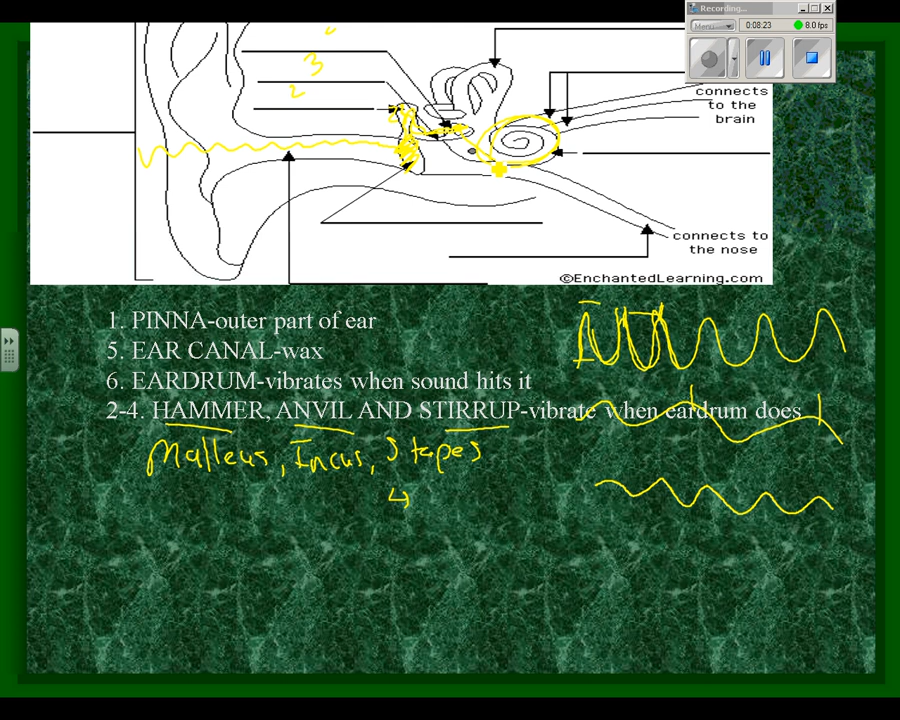 Recording...
Menu
0:08:23
8.0 fps
3
2
connects
to the
brain
connects to
the nose
©EnchantedLearning.com
1. PINNA-outer part of ear
5. EAR CANAL-wax
6. EARDRUM-vibrates when sound hits it
2-4. HAMMER, ANVIL AND STIRRUP-vibrate when eardrum does
Malleus, Incus, Stapes